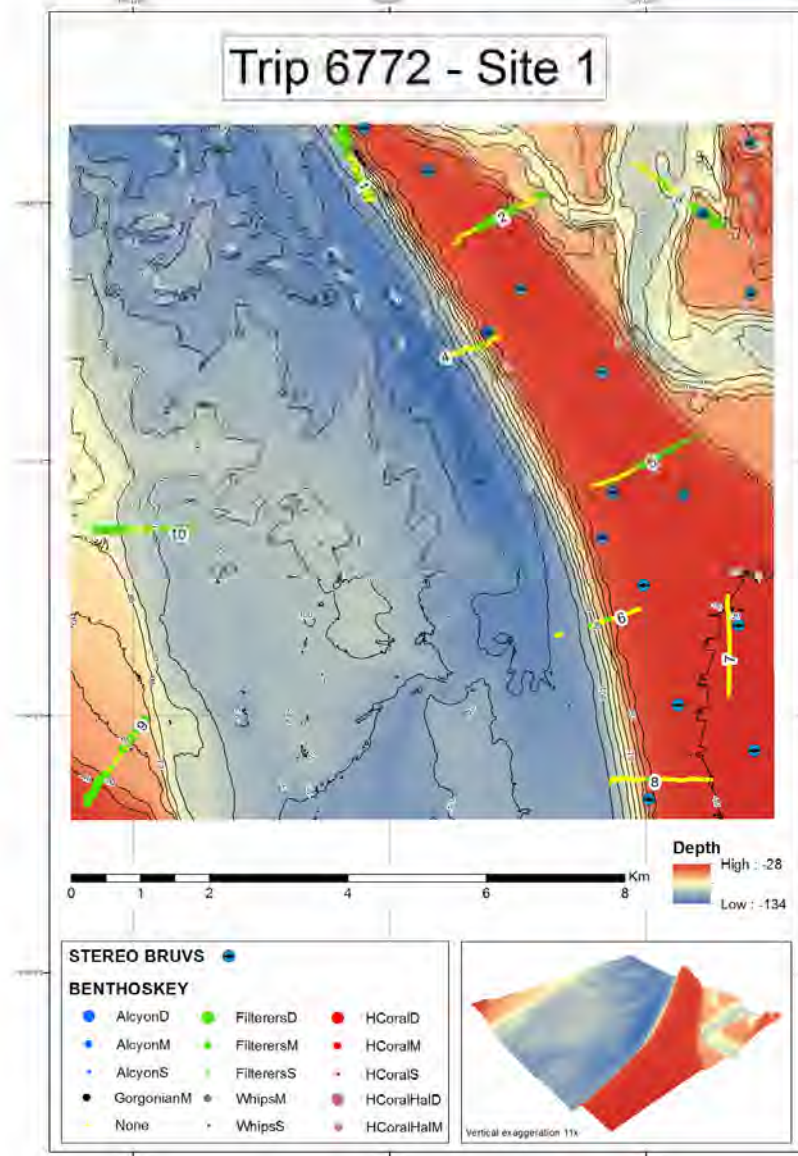 Trip 6772 - Site 1
1
2
4
5
10
6
7
9
8
Depth
High : -28
Low : -134
Km
0 1 2 4 6 8
STEREO BRUVS
BENTHOSKEY
AlcyonD FilterersD HCoralD
AlcyonM FilterersM HCoralM
AlcyonS FilterersS HCoralS
GorgonianM WhipsM HCoralHalD
None WhipsS HCoralHalM
Vertical exaggeration 11x